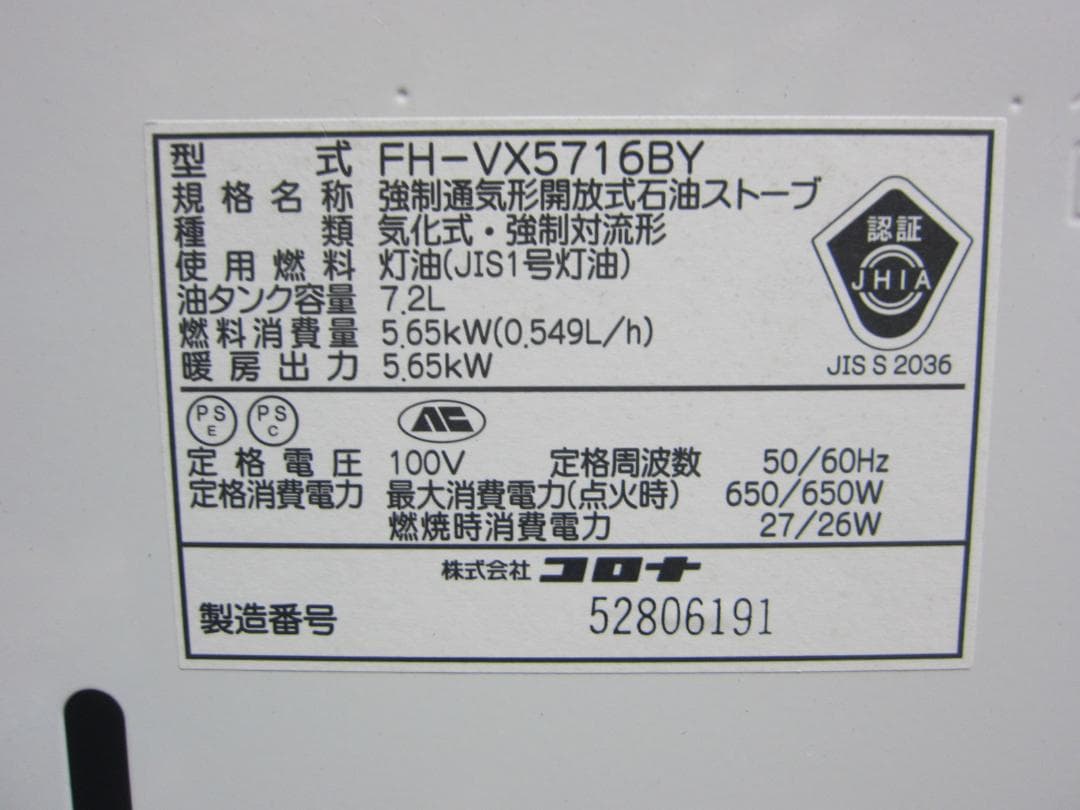 型式 FH-VX5716BY
規格名称 強制通気形開放式石油ストーブ
種類 気化式・強制対流形
使用燃料 灯油(JIS1号灯油)
油タンク容量 7.2L
燃料消費量 5.65kW(0.549L/h)
暖房出力 5.65kW
認証
JHIA
JIS S 2036
PS E PS C
定格電圧 100V 定格周波数 50/60Hz
定格消費電力 最大消費電力(点火時) 650/650W
燃焼時消費電力 27/26W
株式会社 コロナ
製造番号 52806191